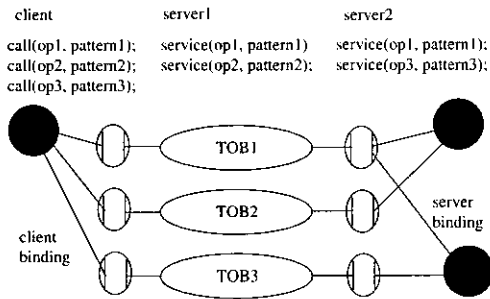 client server1 server2
call(op1, pattern1); service(op1, pattern1) service(op1, pattern1);
call(op2, pattern2); service(op2, pattern2); service(op3, pattern3);
call(op3, pattern3);
TOB1
TOB2
server
binding
client
binding
TOB3